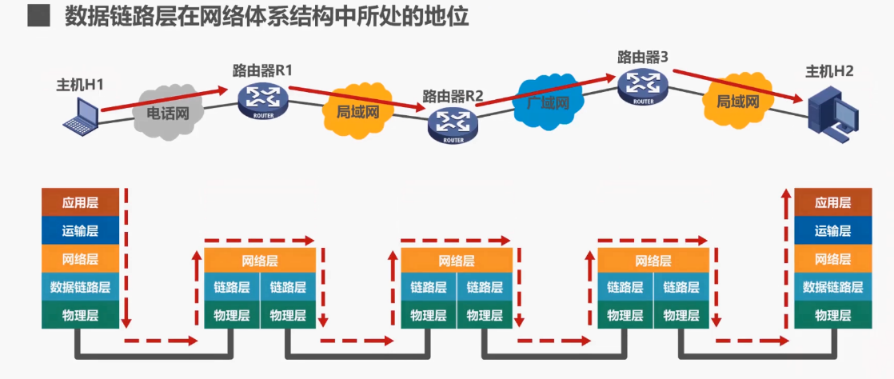 数据链路层在网络体系结构中所处的地位
主机H1
电话网
路由器R1
ROUTER
局域网
路由器R2
ROUTER
广域网
路由器3
ROUTER
局域网
主机H2
应用层
运输层
网络层
数据链路层
物理层
网络层
链路层 链路层
物理层 物理层
网络层
链路层 链路层
物理层 物理层
网络层
链路层 链路层
物理层 物理层
应用层
运输层
网络层
数据链路层
物理层